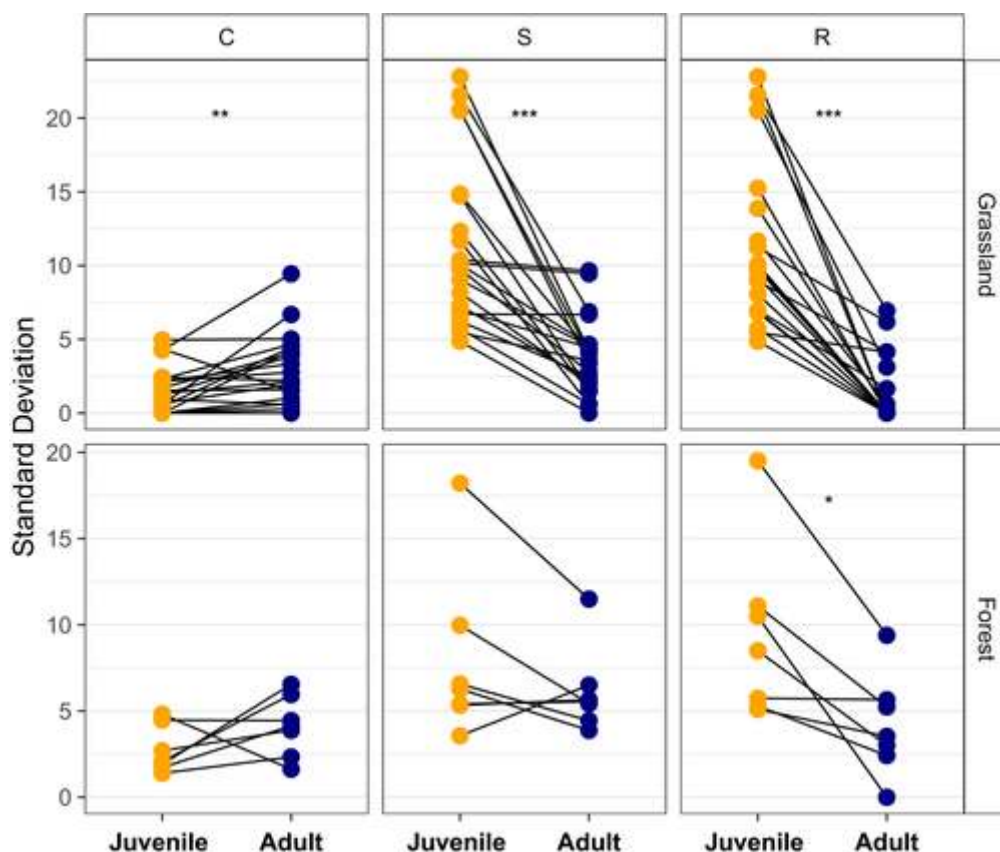 C S R
** *** ***
20
15
10
5
0
Grassland
Standard Deviation
20
*
15
10
5
0
Forest
Juvenile Adult Juvenile Adult Juvenile Adult